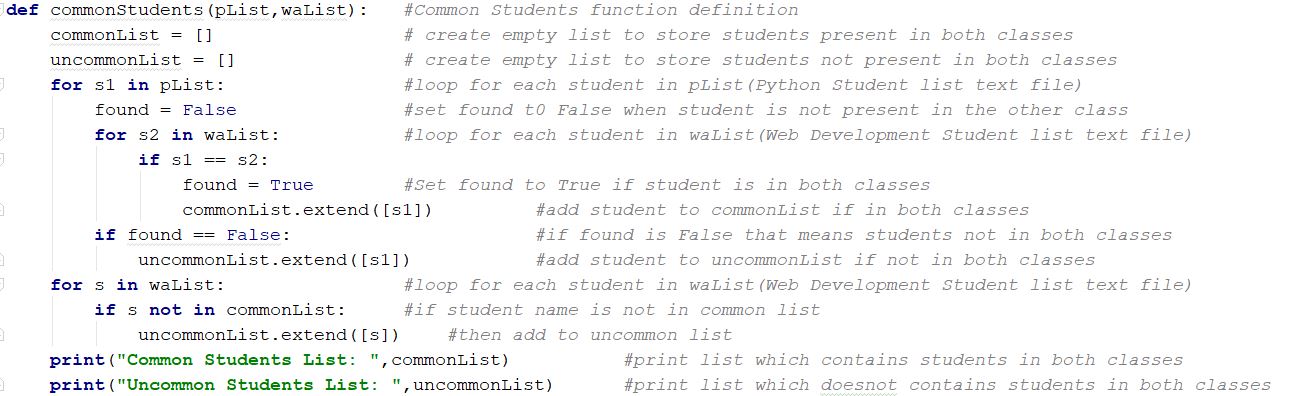 def commonStudents(pList,waList):   #Common Students function definition
    commonList = []                 # create empty list to store students present in both classes
    uncommonList = []               # create empty list to store students not present in both classes
    for s1 in pList:                #loop for each student in pList(Python Student list text file)
        found = False               #set found t0 False when student is not present in the other class
        for s2 in waList:           #loop for each student in waList(Web Development Student list text file)
            if s1 == s2:
                found = True        #Set found to True if student is in both classes
                commonList.extend([s1])         #add student to commonList if in both classes
        if found == False:                      #if found is False that means students not in both classes
            uncommonList.extend([s1])           #add student to uncommonList if not in both classes
    for s in waList:                #loop for each student in waList(Web Development Student list text file)
        if s not in commonList:     #if student name is not in common list
            uncommonList.extend([s])    #then add to uncommon list
    print("Common Students List: ",commonList)          #print list which contains students in both classes
    print("Uncommon Students List: ",uncommonList)      #print list which doesnot contains students in both classes